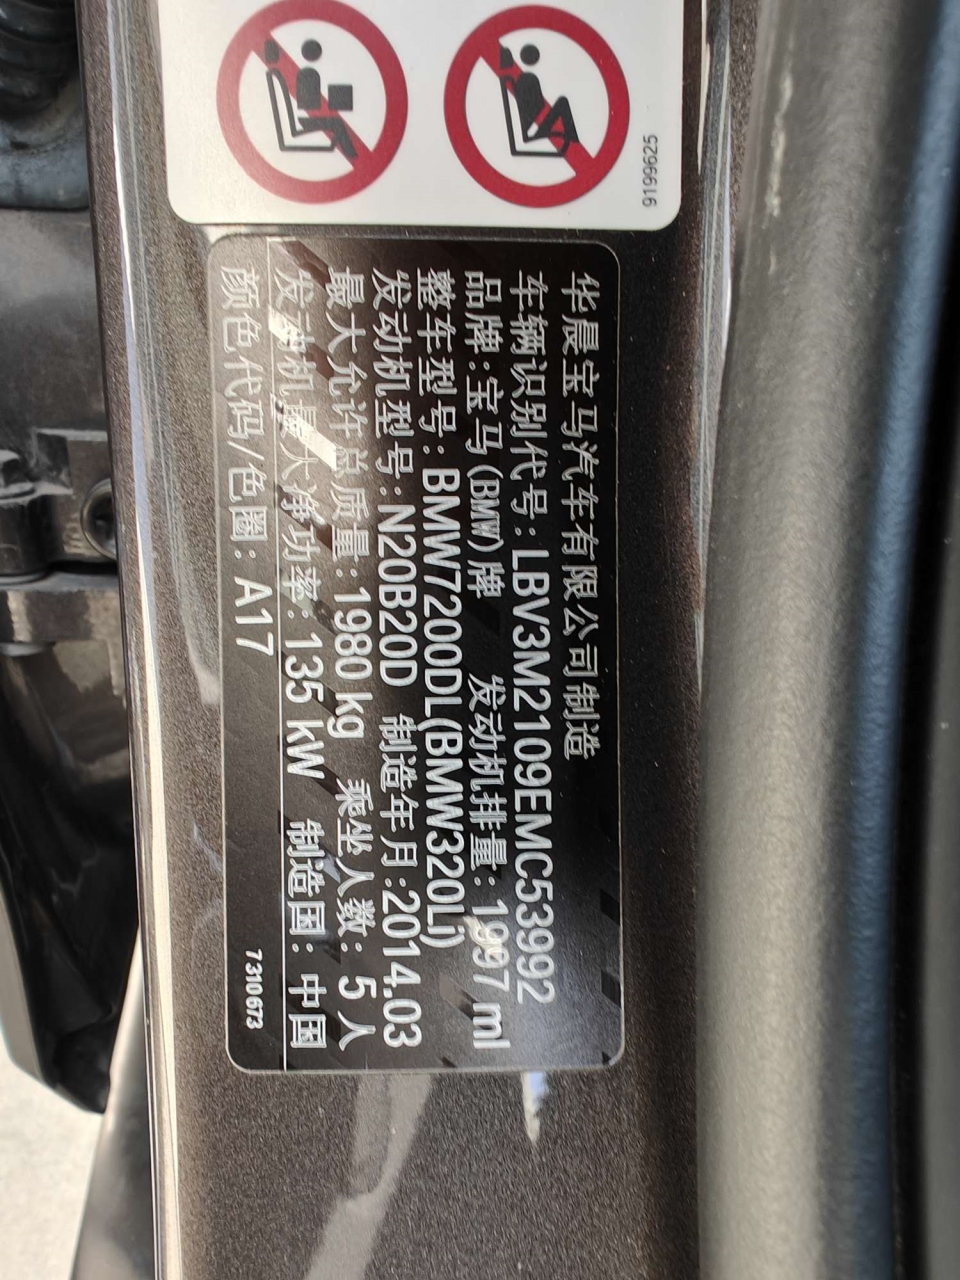 9199625
华晨宝马汽车有限公司制造
车辆识别代号：LBV3M2109EMC53992
品牌：宝马(BMW)牌 发动机排量：1997 ml
整车型号：BMW7200DL(BMW320Li)
发动机型号：N20B20D 制造年月：2014.03
最大允许总质量：1980 kg 乘坐人数：5 人
发动机最大净功率：135 kW 制造国：中国
颜色代码/色圈：A17
7310673